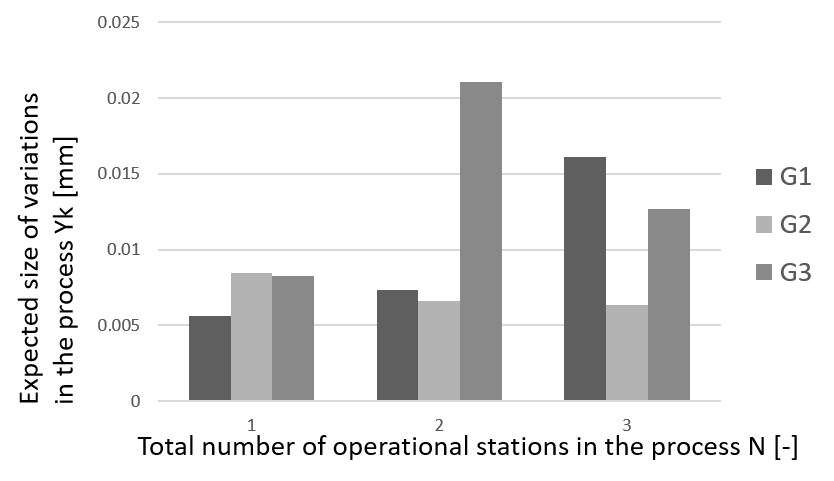 0.025
0.02
0.015
0.01
0.005
0
Expected size of variations
in the process Yk [mm]
1
2
3
Total number of operational stations in the process N [-]
G1
G2
G3